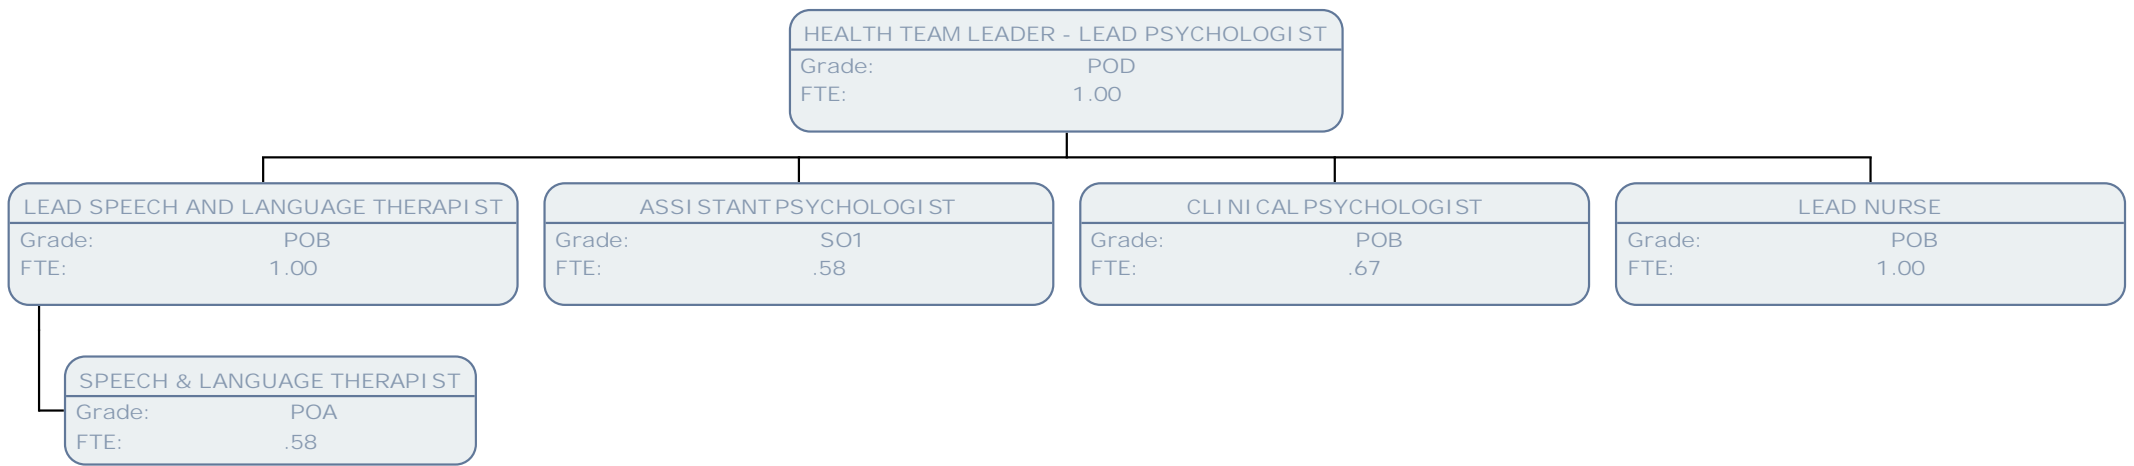 HEALTH TEAM LEADER - LEAD PSYCHOLOGIST
Grade: POD
FTE: 1.00
LEAD SPEECH AND LANGUAGE THERAPIST
Grade: POB
FTE: 1.00
ASSISTANT PSYCHOLOGIST
Grade: SO1
FTE: .58
CLINICAL PSYCHOLOGIST
Grade: POB
FTE: .67
LEAD NURSE
Grade: POB
FTE: 1.00
SPEECH & LANGUAGE THERAPIST
Grade: POA
FTE: .58